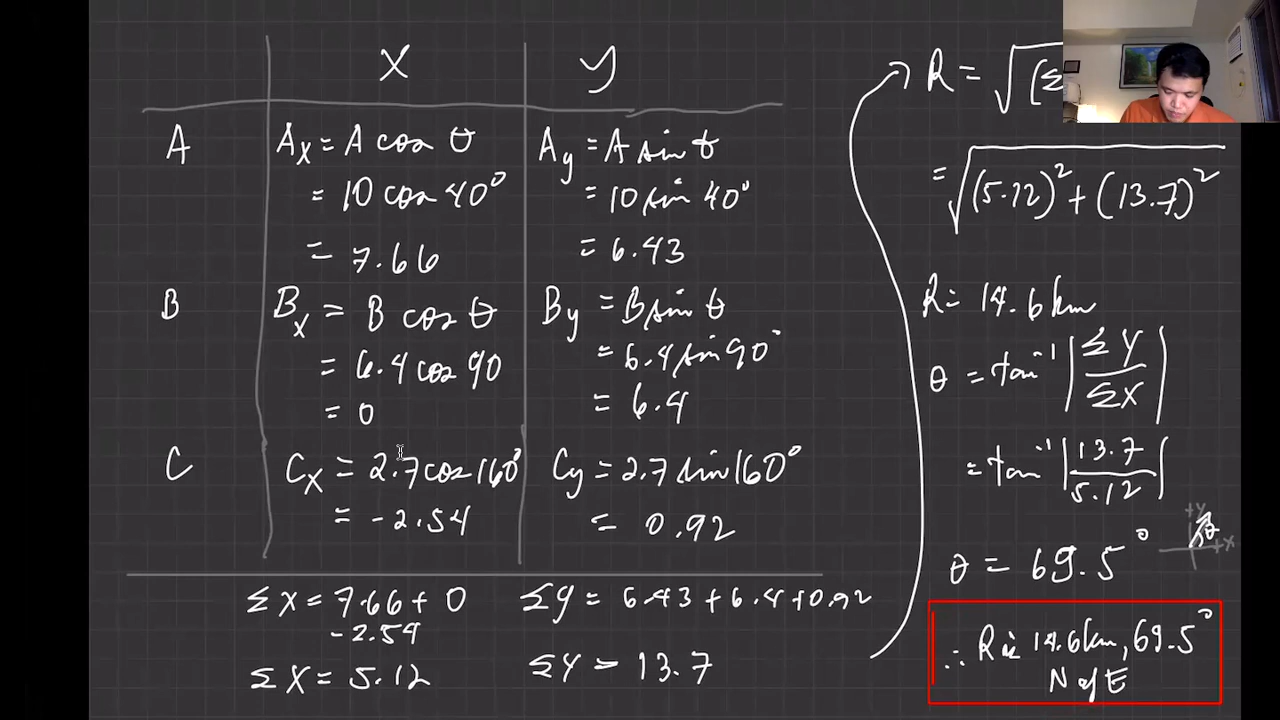 X y
A
Ax = A cos θ
= 10 cos 40°
= 7.66
Ay = A sin θ
= 10 sin 40°
= 6.43
B
Bx = B cos θ
= 6.4 cos 90
= 0
By = B sin θ
= 6.4 sin 90°
= 6.4
C
Cx = 2.7 cos 160°
= -2.54
Cy = 2.7 sin 160°
= 0.92
Σx = 7.66 + 0
-2.54
Σx = 5.12
Σy = 6.43 + 6.4 + 0.92
ΣY = 13.7
R = √(Σ
= √(5.12)² + (13.7)²
R = 14.6 km
θ = tan⁻¹ |ΣY/ΣX|
= tan⁻¹ |13.7/5.12|
θ = 69.5°
+y
R θ
+x
∴ R is 14.6 km, 69.5°
N of E